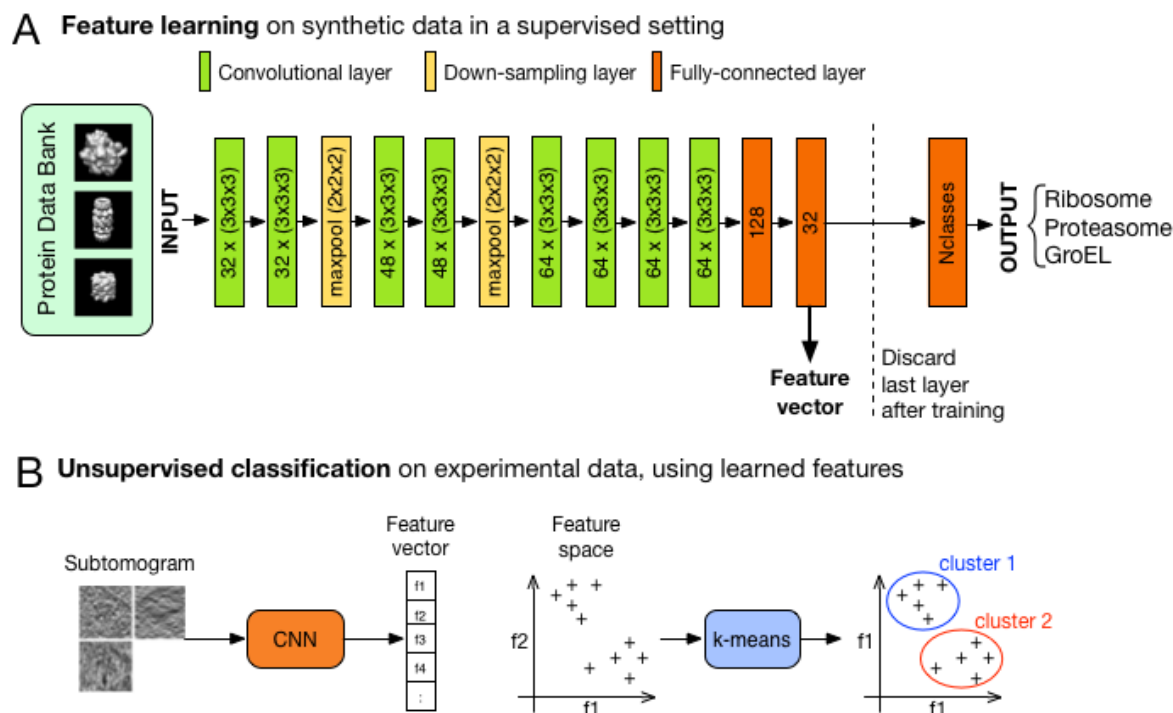 A Feature learning on synthetic data in a supervised setting
Convolutional layer
Down-sampling layer
Fully-connected layer
Protein Data Bank
INPUT
32 x (3x3x3)
32 x (3x3x3)
maxpool (2x2x2)
48 x (3x3x3)
48 x (3x3x3)
maxpool (2x2x2)
64 x (3x3x3)
64 x (3x3x3)
64 x (3x3x3)
64 x (3x3x3)
128
32
Nclasses
OUTPUT
Ribosome
Proteasome
GroEL
Feature
vector
Discard
last layer
after training
B Unsupervised classification on experimental data, using learned features
Subtomogram
CNN
Feature
vector
f1
f2
f3
f4
:
Feature
space
f2
f1
k-means
cluster 1
cluster 2
f1
f1